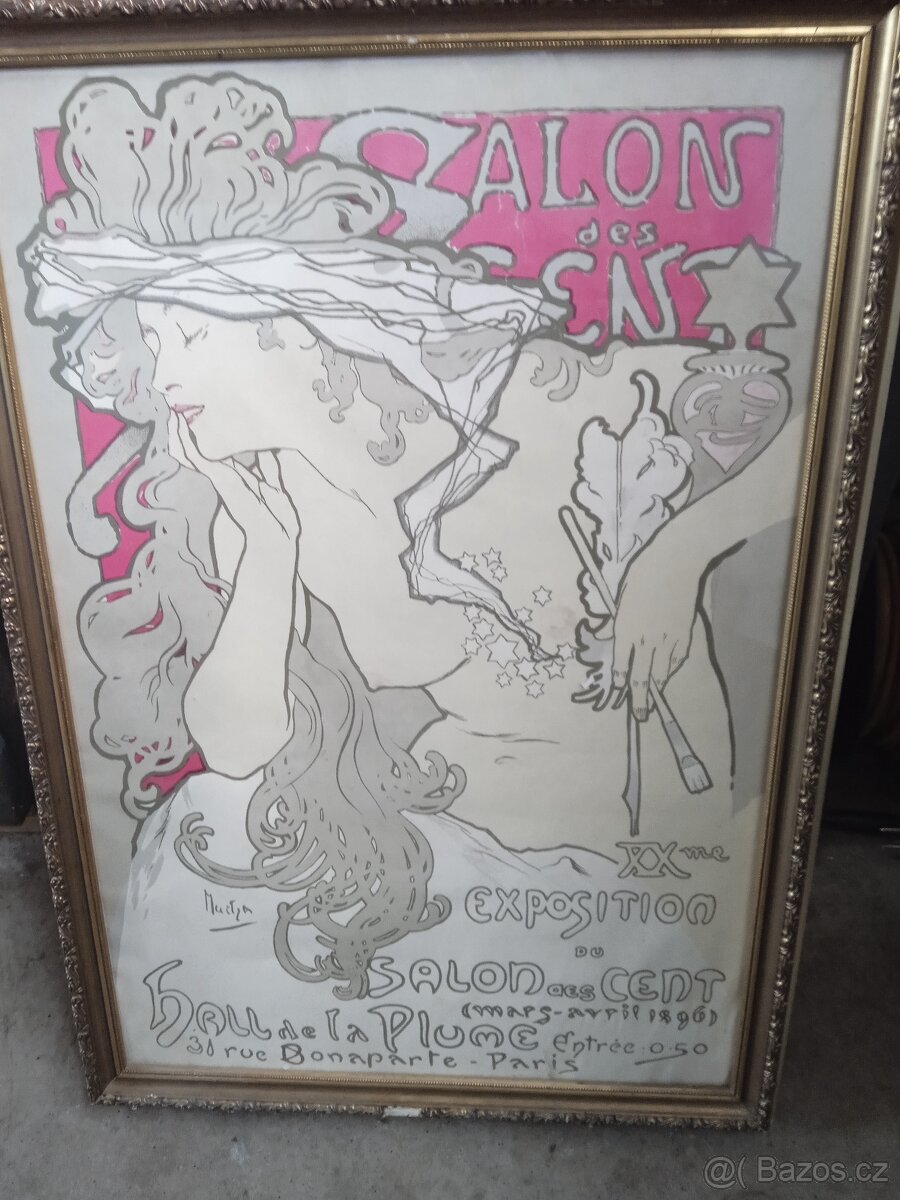 SALON
des
CENT
XXme
Mucha
EXPOSITION
DU
SALON des CENT
(mars-avril 1896)
HALL de la PLUME Entrée:0.50
31 rue Bonaparte - Paris
@( Bazos.cz